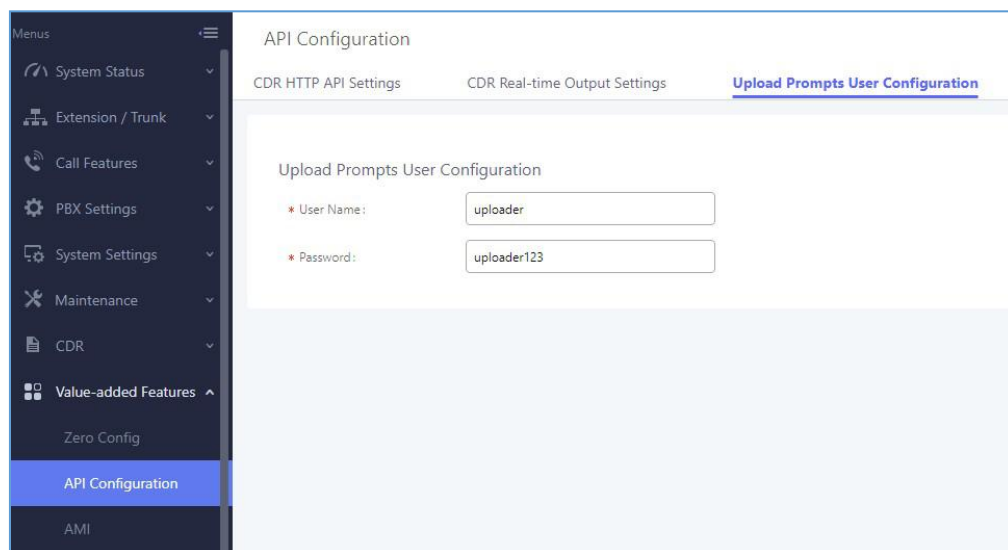 Menus
System Status
Extension / Trunk
Call Features
PBX Settings
System Settings
Maintenance
CDR
Value-added Features
Zero Config
API Configuration
AMI
API Configuration
CDR HTTP API Settings
CDR Real-time Output Settings
Upload Prompts User Configuration
Upload Prompts User Configuration
* User Name:
uploader
* Password:
uploader123